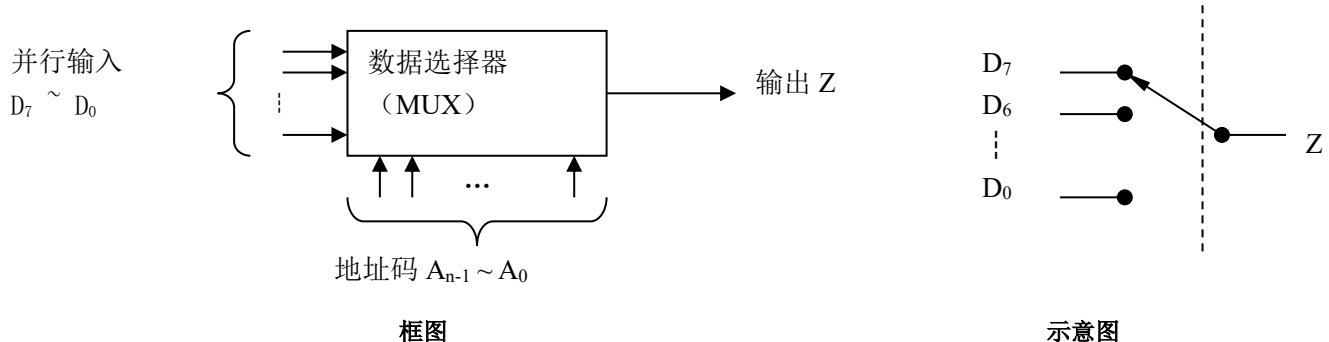 并行输入
D7 ~ D0
数据选择器
（MUX）
...
输出 Z
地址码 An-1 ~ A0
框图
D7
D6
D0
Z
示意图